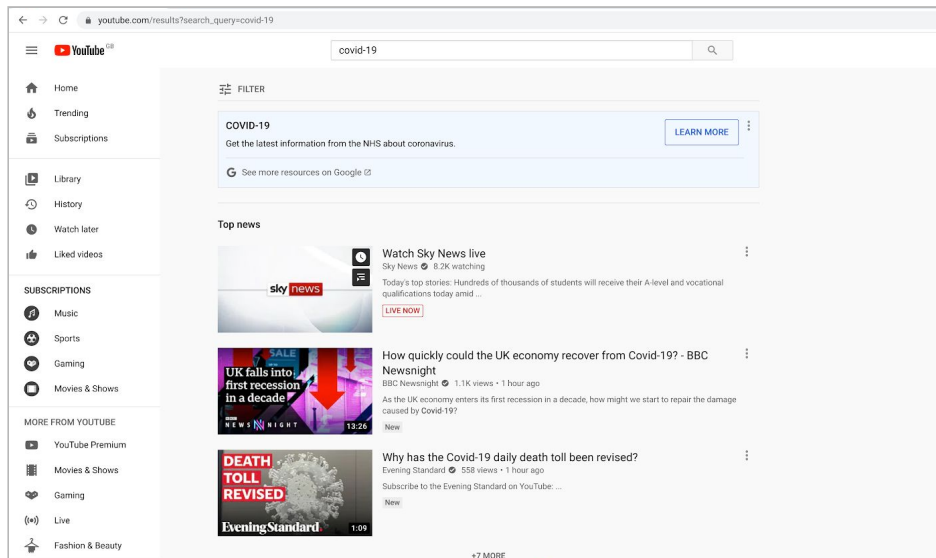 youtube.com/results?search_query=covid-19
YouTube GB
covid-19
Home
Trending
Subscriptions
Library
History
Watch later
Liked videos
SUBSCRIPTIONS
Music
Sports
Gaming
Movies & Shows
MORE FROM YOUTUBE
YouTube Premium
Movies & Shows
Gaming
Live
Fashion & Beauty
FILTER
COVID-19
Get the latest information from the NHS about coronavirus.
LEARN MORE
G See more resources on Google
Top news
sky news
Watch Sky News live
Sky News 8.2K watching
Today's top stories: Hundreds of thousands of students will receive their A-level and vocational
qualifications today amid ...
LIVE NOW
SALE
UK falls into
first recession
in a decade
NEWSNIGHT
13:26
How quickly could the UK economy recover from Covid-19? - BBC
Newsnight
BBC Newsnight 1.1K views • 1 hour ago
As the UK economy enters its first recession in a decade, how might we start to repair the damage
caused by Covid-19?
New
DEATH
TOLL
REVISED
Evening Standard
1:09
Why has the Covid-19 daily death toll been revised?
Evening Standard 558 views • 1 hour ago
Subscribe to the Evening Standard on YouTube: ...
New
+7 MORE